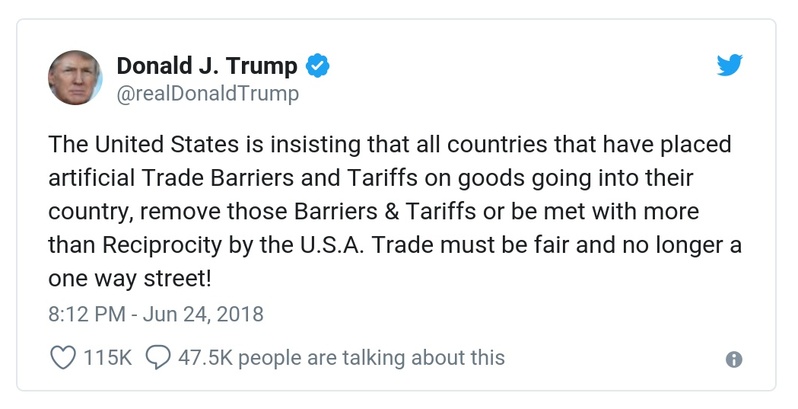 Donald J. Trump
@realDonaldTrump
The United States is insisting that all countries that have placed
artificial Trade Barriers and Tariffs on goods going into their
country, remove those Barriers & Tariffs or be met with more
than Reciprocity by the U.S.A. Trade must be fair and no longer a
one way street!
8:12 PM - Jun 24, 2018
115K 47.5K people are talking about this